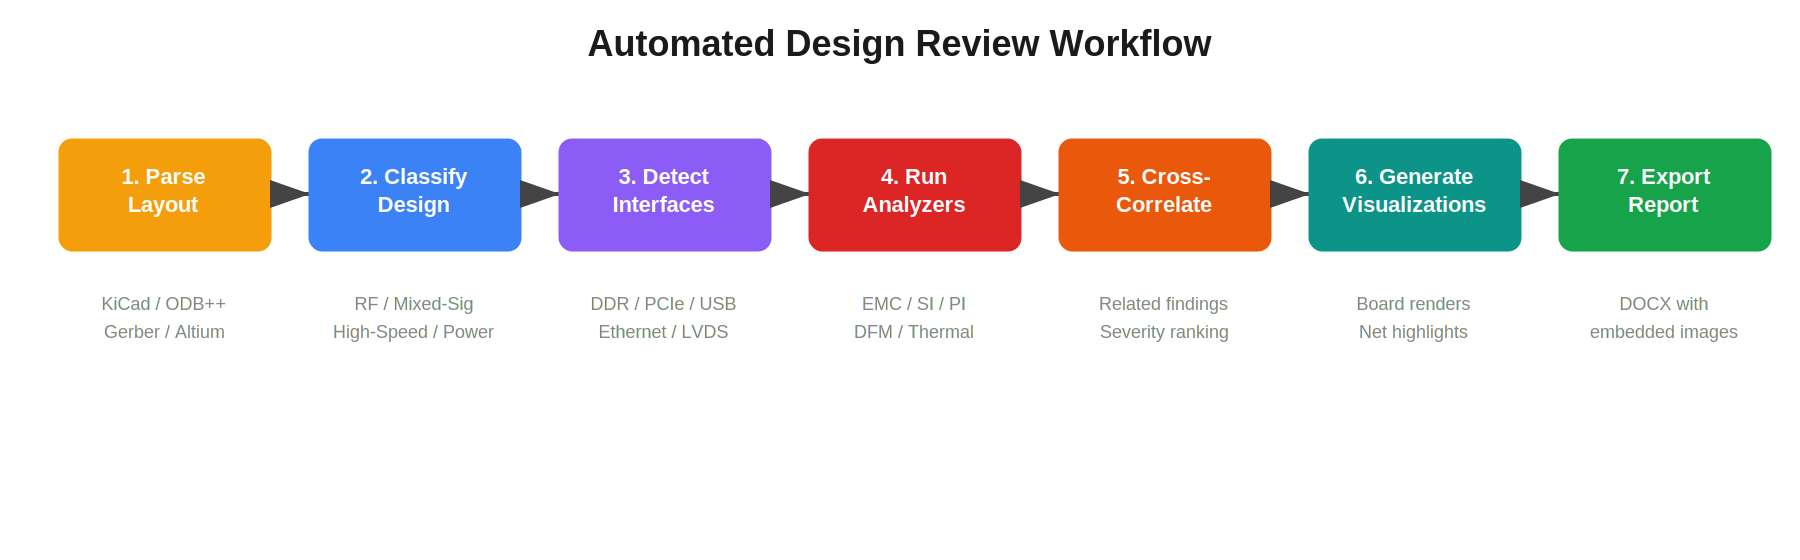 Automated Design Review Workflow
1. Parse
Layout
2. Classify
Design
3. Detect
Interfaces
4. Run
Analyzers
5. Cross-
Correlate
6. Generate
Visualizations
7. Export
Report
KiCad / ODB++
Gerber / Altium
RF / Mixed-Sig
High-Speed / Power
DDR / PCIe / USB
Ethernet / LVDS
EMC / SI / PI
DFM / Thermal
Related findings
Severity ranking
Board renders
Net highlights
DOCX with
embedded images